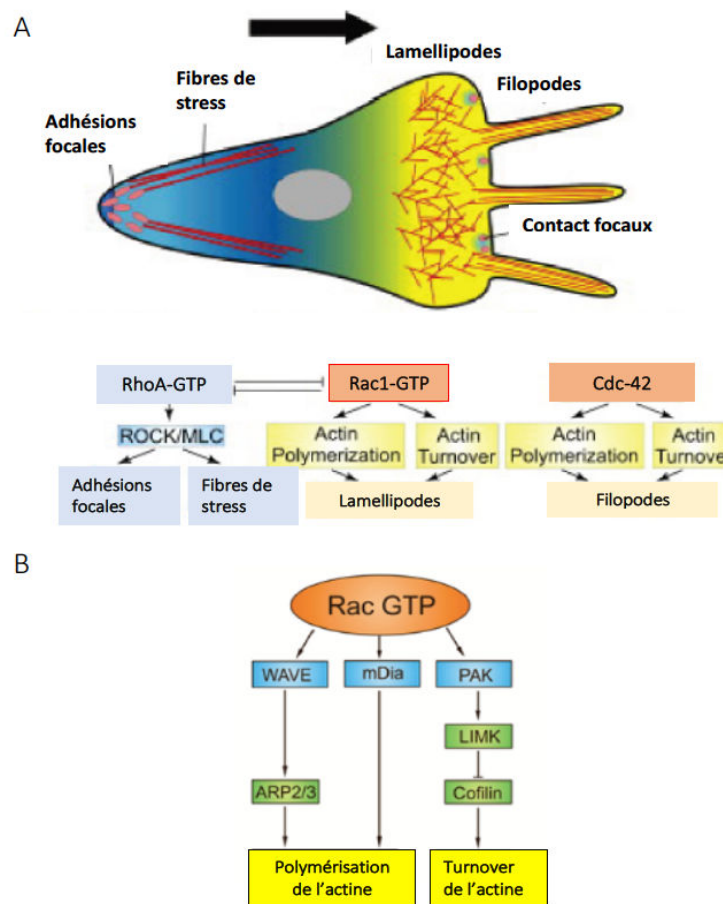 A
Lamellipodes
Fibres de
stress
Filopodes
Adhésions
focales
Contact focaux
RhoA-GTP
Rac1-GTP
Cdc-42
ROCK/MLC
Actin
Polymerization
Actin
Turnover
Actin
Polymerization
Actin
Turnove
Adhésions
focales
Fibres de
stress
Lamellipodes
Filopodes
B
Rac GTP
WAVE
mDia
PAK
LIMK
ARP2/3
Cofilin
Polymérisation
de l'actine
Turnover
de l'actine